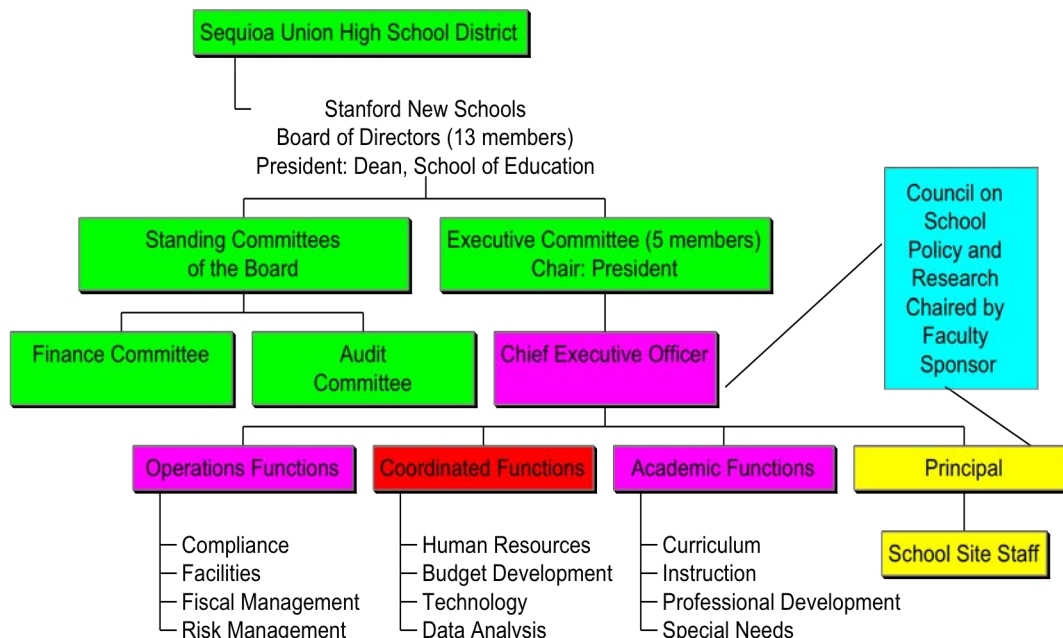 Sequioa Union High School District
Stanford New Schools
Board of Directors (13 members)
President: Dean, School of Education
Standing Committees
of the Board
Executive Committee (5 members)
Chair: President
Council on
School
Policy and
Research
Chaired by
Faculty
Sponsor
Finance Committee
Audit
Committee
Chief Executive Officer
Operations Functions
Coordinated Functions
Academic Functions
Principal
Compliance
Facilities
Fiscal Management
Risk Management
Human Resources
Budget Development
Technology
Data Analysis
Curriculum
Instruction
Professional Development
Special Needs
School Site Staff